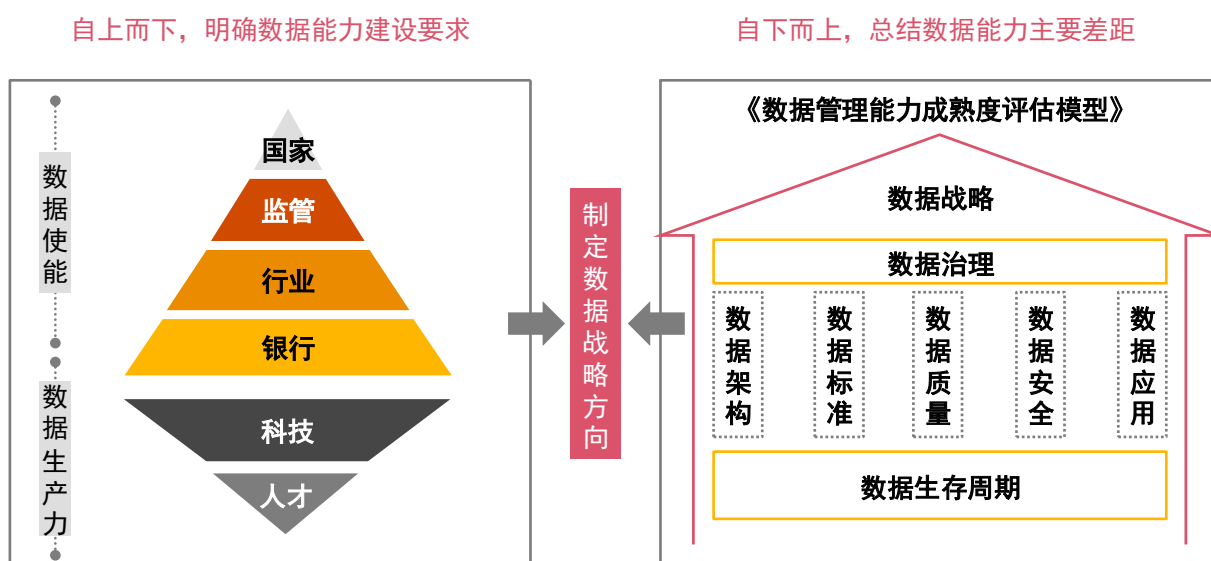 自上而下，明确数据能力建设要求
自下而上，总结数据能力主要差距
数据使能
数据生产力
国家
监管
行业
银行
科技
人才
制定数据战略方向
《数据管理能力成熟度评估模型》
数据战略
数据治理
数据架构
数据标准
数据质量
数据安全
数据应用
数据生存周期